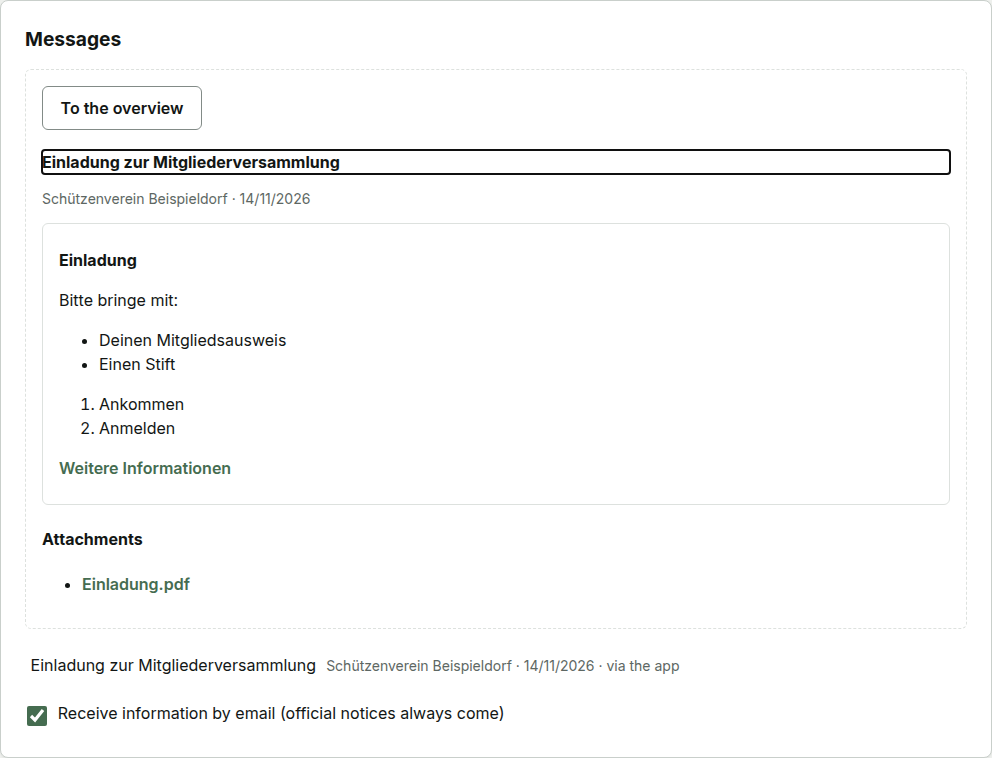 Messages
To the overview
Einladung zur Mitgliederversammlung
Schützenverein Beispieldorf · 14/11/2026
Einladung
Bitte bringe mit:
• Deinen Mitgliedsausweis
• Einen Stift
1. Ankommen
2. Anmelden
Weitere Informationen
Attachments
• Einladung.pdf
Einladung zur Mitgliederversammlung Schützenverein Beispieldorf · 14/11/2026 · via the app
Receive information by email (official notices always come)